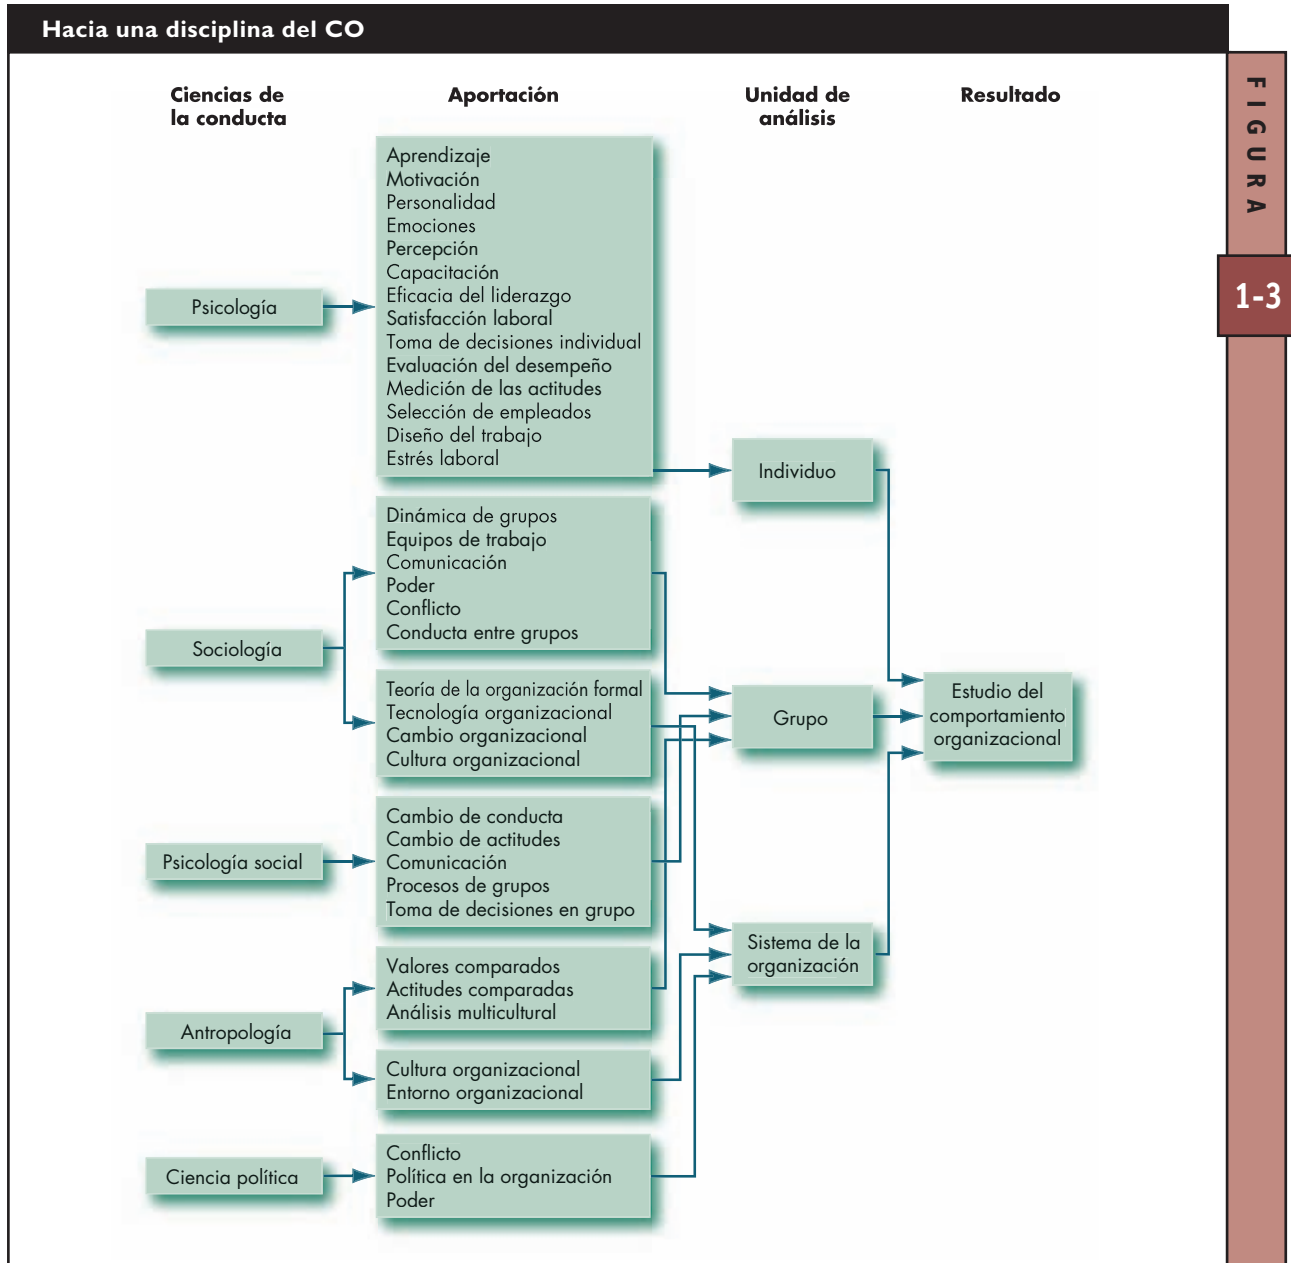 Hacia una disciplina del CO
Ciencias de
la conducta
Aportación
Unidad de
análisis
Resultado
Psicología
Aprendizaje
Motivación
Personalidad
Emociones
Percepción
Capacitación
Eficacia del liderazgo
Satisfacción laboral
Toma de decisiones individual
Evaluación del desempeño
Medición de las actitudes
Selección de empleados
Diseño del trabajo
Estrés laboral
Individuo
Sociología
Dinámica de grupos
Equipos de trabajo
Comunicación
Poder
Conflicto
Conducta entre grupos
Teoría de la organización formal
Tecnología organizacional
Cambio organizacional
Cultura organizacional
Grupo
Estudio del
comportamiento
organizacional
Psicología social
Cambio de conducta
Cambio de actitudes
Comunicación
Procesos de grupos
Toma de decisiones en grupo
Sistema de la
organización
Antropología
Valores comparados
Actitudes comparadas
Análisis multicultural
Cultura organizacional
Entorno organizacional
Ciencia política
Conflicto
Política en la organización
Poder
FIGURA
1-3